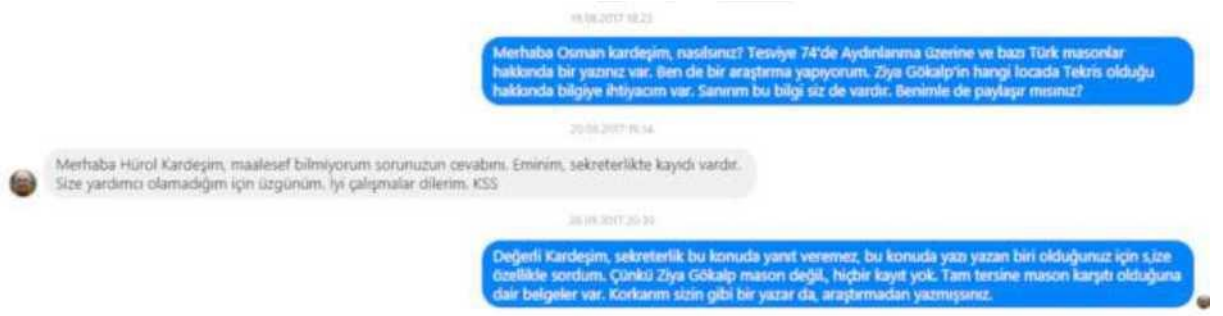 19.08.2017 18:23
Merhaba Osman kardeşim, nasılsınız? Tesviye 74'de Aydınlanma üzerine ve bazı Türk masonlar
hakkında bir yazınız var. Ben de bir araştırma yapıyorum. Ziya Gökalp'in hangi locada Tekris olduğu
hakkında bilgiye ihtiyacım var. Sanırım bu bilgi siz de vardır. Benimle de paylaşır mısınız?
Merhaba Hürol Kardeşim, maalesef bilmiyorum sorunuzun cevabını. Eminim, sekreterlikte kayıdı vardır.
Size yardımcı olamadığım için üzgünüm. İyi çalışmalar dilerim. KSS
Değerli Kardeşim, sekreterlik bu konuda yanıt veremez, bu konuda yazı yazan biri olduğunuz için s,ize
özellikle sordum. Çünkü Ziya Gökalp mason değil,, hiçbir kayıt yok. Tam tersine mason karşıtı olduğuna
dair belgeler var. Korkarım sizin gibi bir yazar da, araştırmadan yazmışsınız.